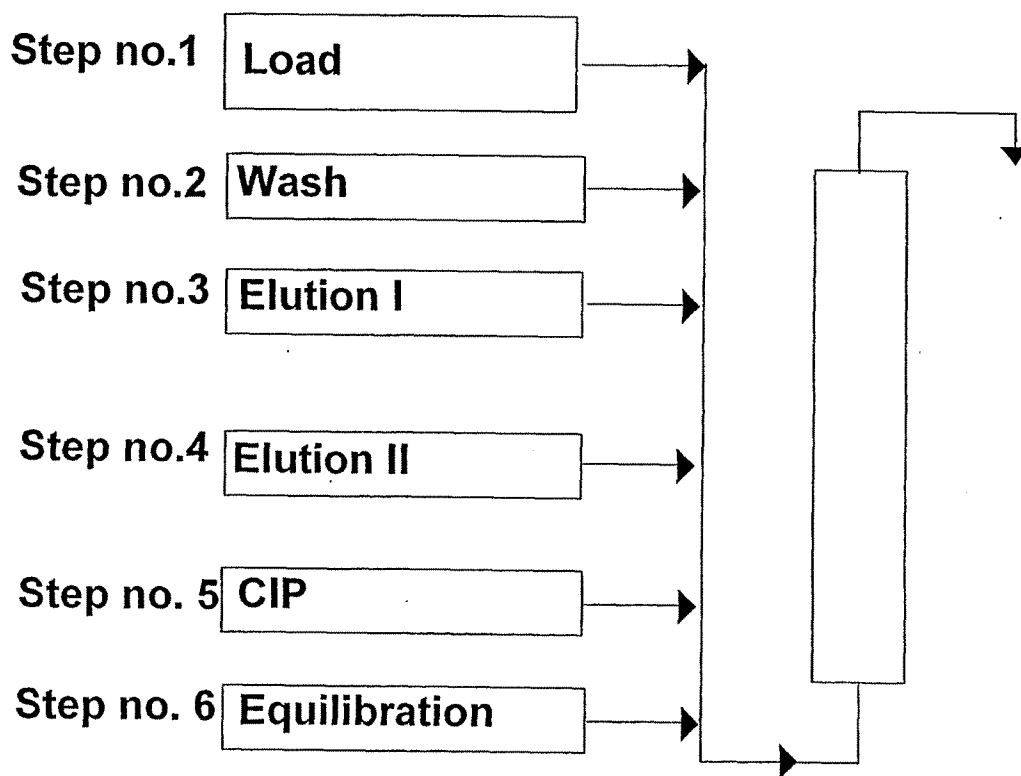 Step no.1 Load
Step no.2 Wash
Step no.3 Elution I
Step no.4 Elution II
Step no. 5 CIP
Step no. 6 Equilibration